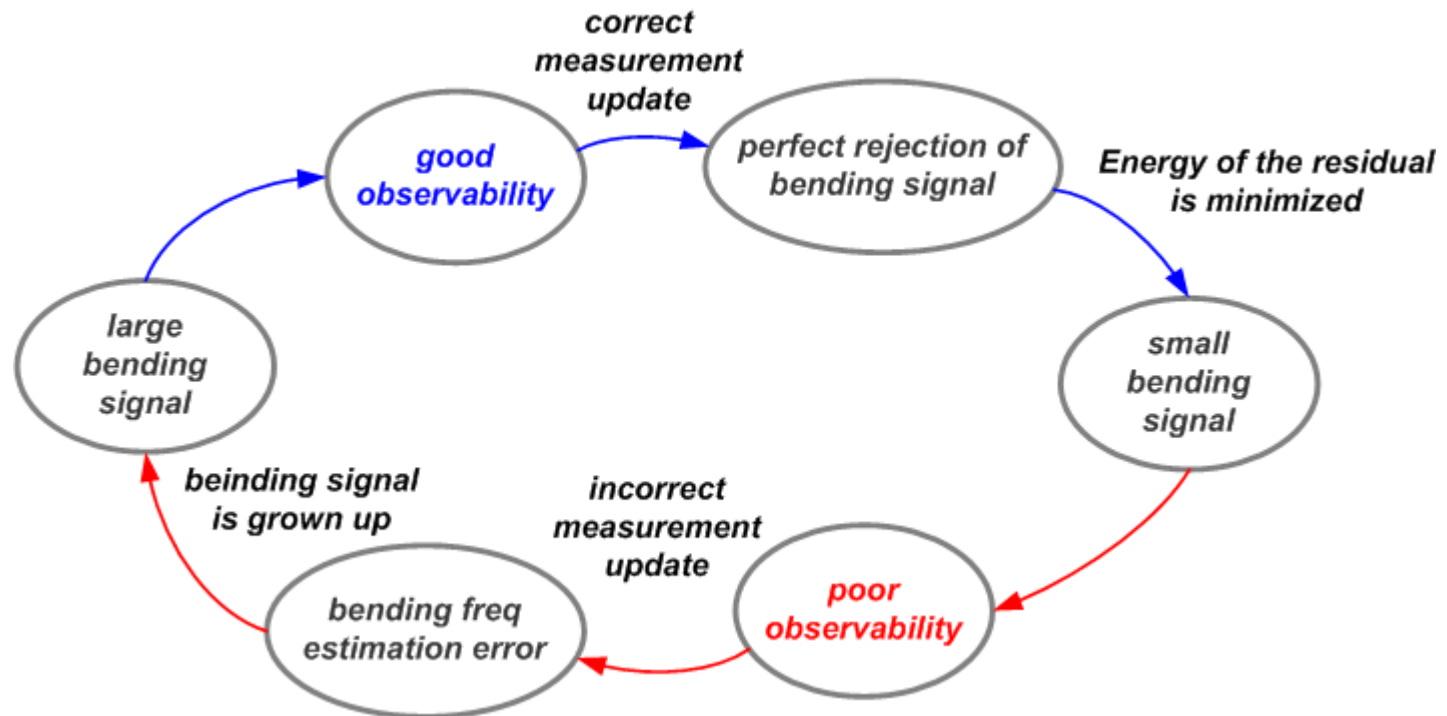 correct
measurement
update
good
observability
perfect rejection of
bending signal
Energy of the residual
is minimized
large
bending
signal
small
bending
signal
beinding signal
is grown up
incorrect
measurement
update
bending freq
estimation error
poor
observability